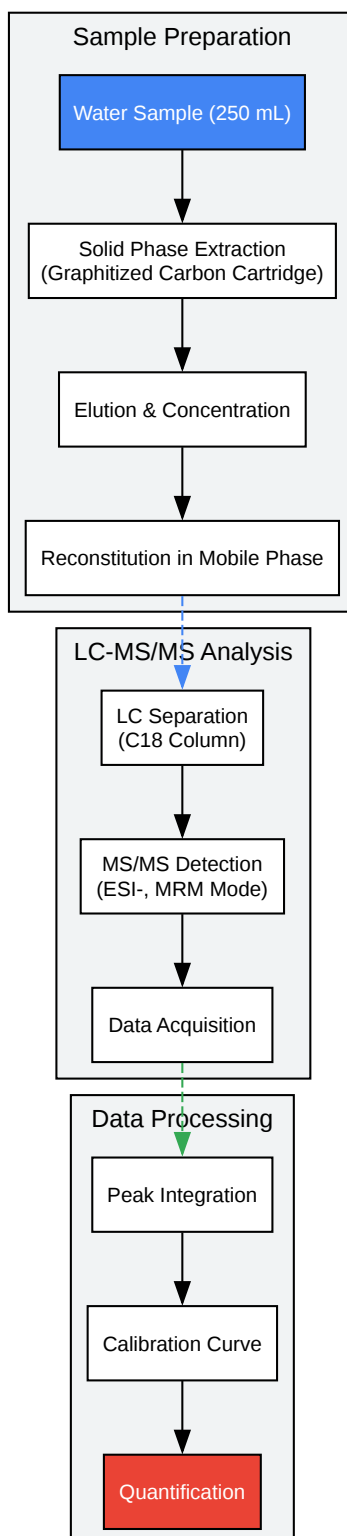 Sample Preparation
Water Sample (250 mL)
Solid Phase Extraction
(Graphitized Carbon Cartridge)
Elution & Concentration
Reconstitution in Mobile Phase
LC-MS/MS Analysis
LC Separation
(C18 Column)
MS/MS Detection
(ESI-, MRM Mode)
Data Acquisition
Data Processing
Peak Integration
Calibration Curve
Quantification